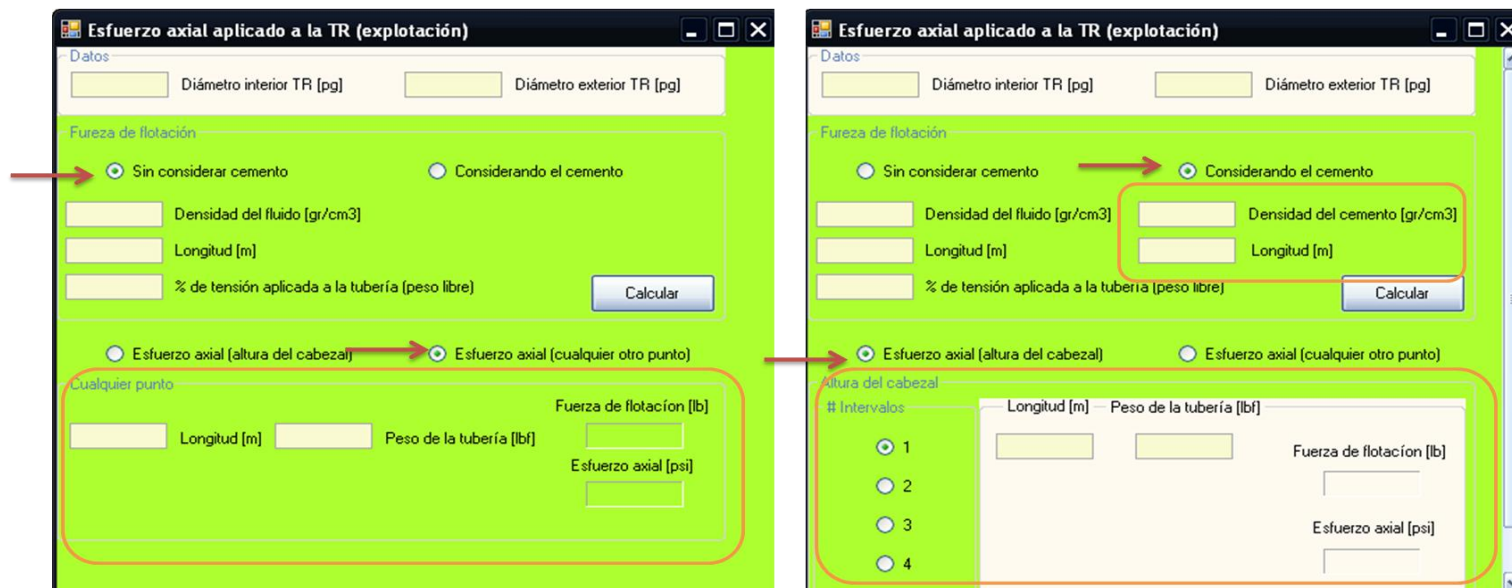 Esfuerzo axial aplicado a la TR (explotación)
Datos
Diámetro interior TR [pg] Diámetro exterior TR [pg]
Fureza de flotación
Sin considerar cemento Considerando el cemento
Densidad del fluido [gr/cm3]
Longitud [m]
% de tensión aplicada a la tubería (peso libre) Calcular
Esfuerzo axial (altura del cabezal) Esfuerzo axial (cualquier otro punto)
Cualquier punto
Fuerza de flotacíon [lb]
Longitud [m] Peso de la tubería [lbf]
Esfuerzo axial [psi]
Esfuerzo axial aplicado a la TR (explotación)
Datos
Diámetro interior TR [pg] Diámetro exterior TR [pg]
Fureza de flotación
Sin considerar cemento Considerando el cemento
Densidad del fluido [gr/cm3] Densidad del cemento [gr/cm3]
Longitud [m] Longitud [m]
% de tensión aplicada a la tubería (peso libre) Calcular
Esfuerzo axial (altura del cabezal) Esfuerzo axial (cualquier otro punto)
Altura del cabezal
# Intervalos Longitud [m] Peso de la tubería [lbf]
1
Fuerza de flotacíon [lb]
2
3 Esfuerzo axial [psi]
4